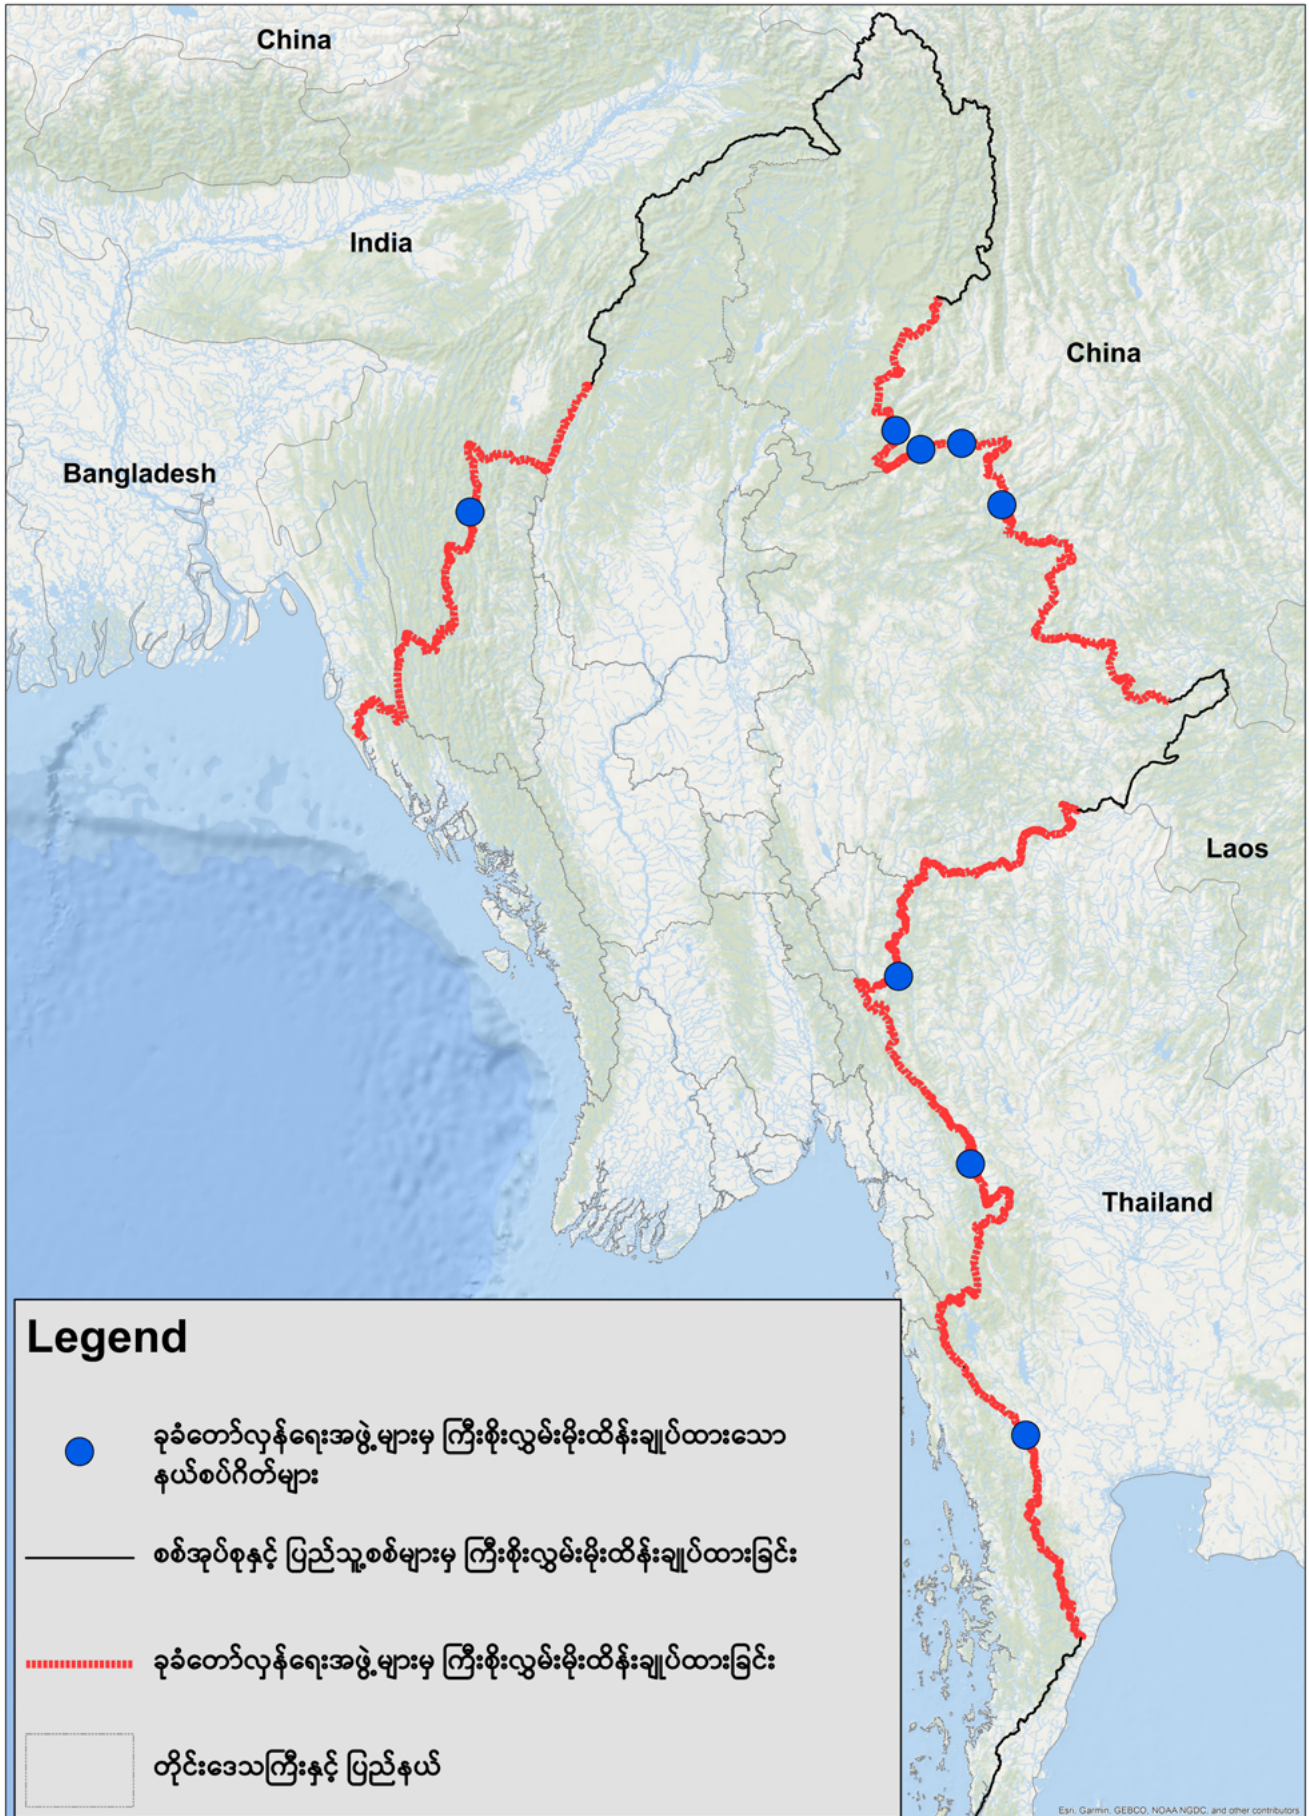 China
India
China
Bangladesh
Laos
Thailand
Legend
ခုခံတော်လှန်ရေးအဖွဲ့များမှ ကြီးစိုးလွှမ်းမိုးထိန်းချုပ်ထားသော
နယ်စပ်ဂိတ်များ
စစ်အုပ်စုနှင့် ပြည်သူ့စစ်များမှ ကြီးစိုးလွှမ်းမိုးထိန်းချုပ်ထားခြင်း
ခုခံတော်လှန်ရေးအဖွဲ့များမှ ကြီးစိုးလွှမ်းမိုးထိန်းချုပ်ထားခြင်း
တိုင်းဒေသကြီးနှင့် ပြည်နယ်
Esri, Garmin, GEBCO, NOAA NGDC, and other contributors